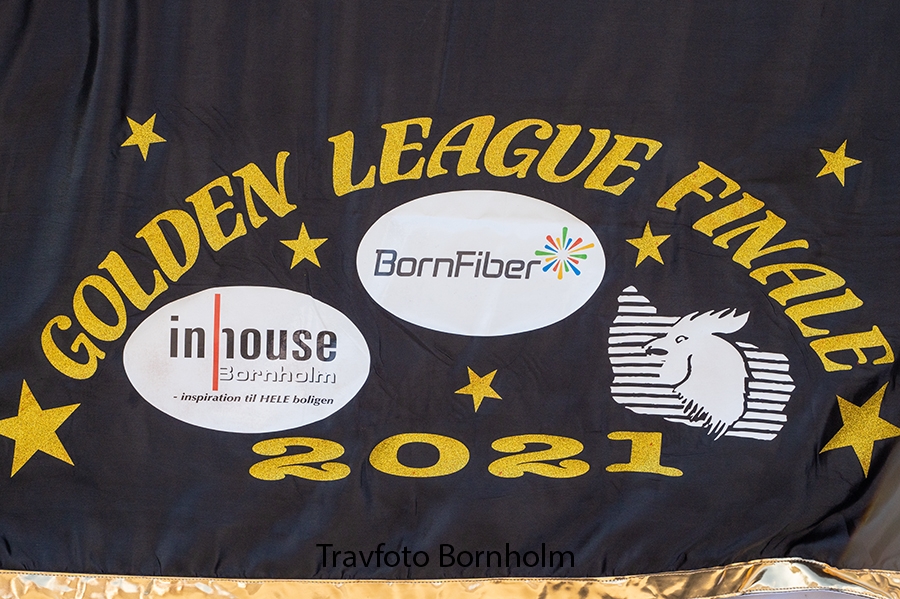 GOLDEN LEAGUE FINALE
BornFiber
inhouse
Bornholm
- inspiration til HELE boligen
2021
Travfoto Bornholm